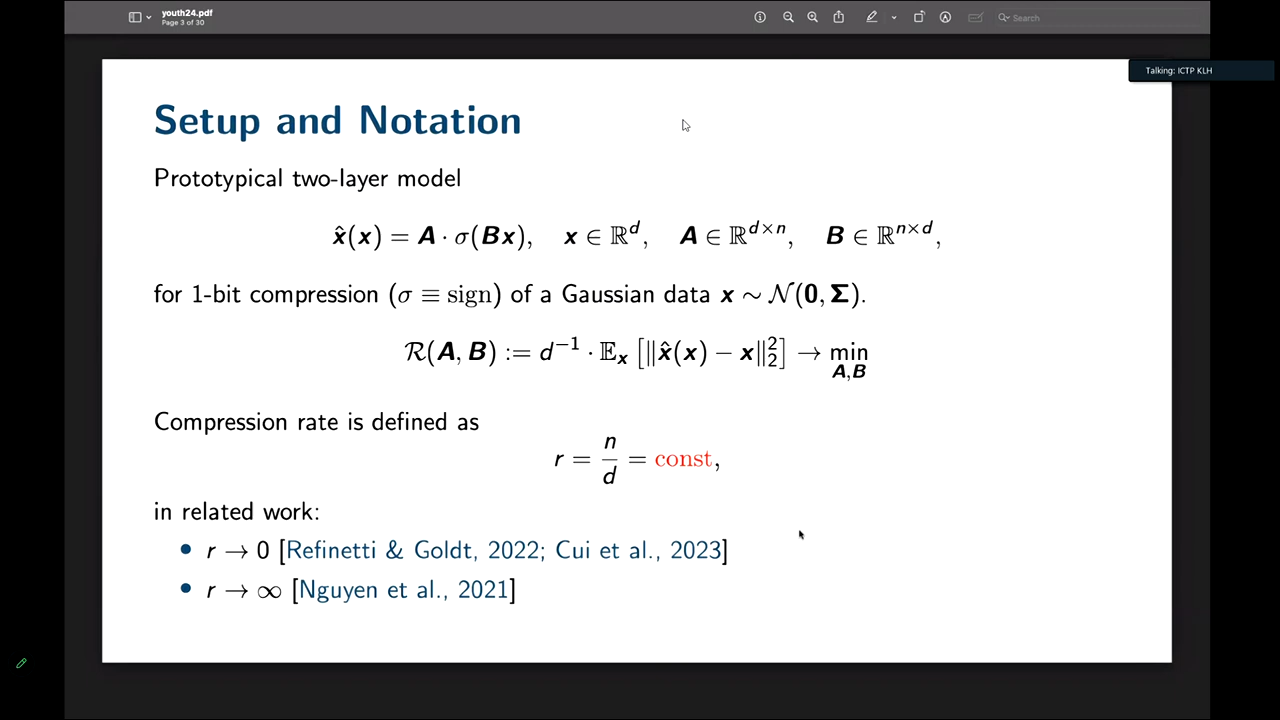 youth24.pdf
Page 3 of 30
Search
Talking: ICTP KLH
Setup and Notation
Prototypical two-layer model
x̂(x) = A · σ(Bx), x ∈ ℝ^d, A ∈ ℝ^{d×n}, B ∈ ℝ^{n×d},
for 1-bit compression (σ ≡ sign) of a Gaussian data x ∼ 𝒩(0, Σ).
ℛ(A, B) := d^{−1} · 𝔼_x [‖x̂(x) − x‖_2^2] → min_{A,B}
Compression rate is defined as
r = n/d = const,
in related work:
• r → 0 [Refinetti & Goldt, 2022; Cui et al., 2023]
• r → ∞ [Nguyen et al., 2021]